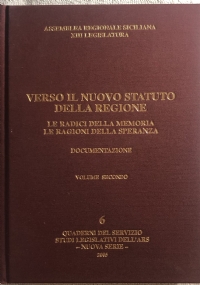 ASSEMBLEA REGIONALE SICILIANA
XIII LEGISLATURA
VERSO IL NUOVO STATUTO
DELLA REGIONE
LE RADICI DELLA MEMORIA
LE RAGIONI DELLA SPERANZA
DOCUMENTAZIONE
VOLUME SECONDO
6
QUADERNI DEL SERVIZIO
STUDI LEGISLATIVI DELL'ARS
– NUOVA SERIE –